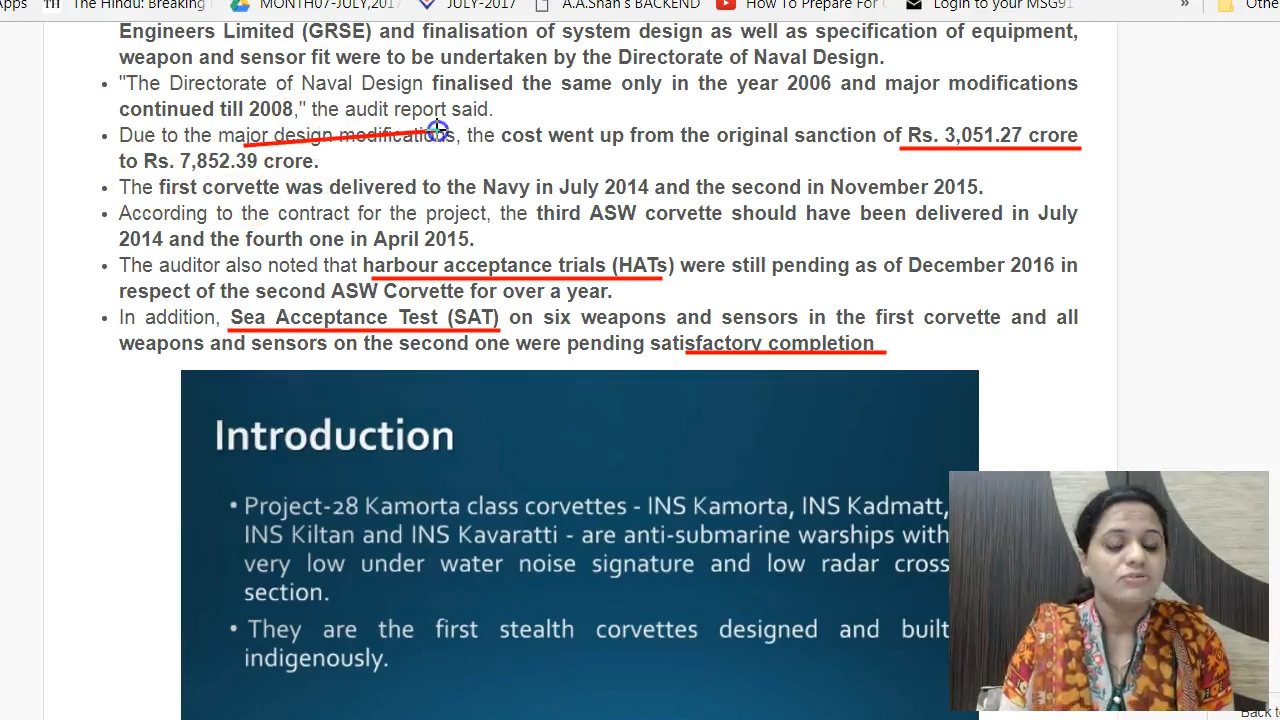 Apps TH The Hindu: Breaking MONTH07-JULY,2017 JULY-2017 A.A.Shah's BACKEND How To Prepare For Login to your MSG91 » Other
Engineers Limited (GRSE) and finalisation of system design as well as specification of equipment,
weapon and sensor fit were to be undertaken by the Directorate of Naval Design.
• "The Directorate of Naval Design finalised the same only in the year 2006 and major modifications
continued till 2008," the audit report said.
• Due to the major design modifications, the cost went up from the original sanction of Rs. 3,051.27 crore
to Rs. 7,852.39 crore.
• The first corvette was delivered to the Navy in July 2014 and the second in November 2015.
• According to the contract for the project, the third ASW corvette should have been delivered in July
2014 and the fourth one in April 2015.
• The auditor also noted that harbour acceptance trials (HATs) were still pending as of December 2016 in
respect of the second ASW Corvette for over a year.
• In addition, Sea Acceptance Test (SAT) on six weapons and sensors in the first corvette and all
weapons and sensors on the second one were pending satisfactory completion
Introduction
• Project-28 Kamorta class corvettes - INS Kamorta, INS Kadmatt,
INS Kiltan and INS Kavaratti - are anti-submarine warships with
very low under water noise signature and low radar cross
section.
• They are the first stealth corvettes designed and built
indigenously.
Back to